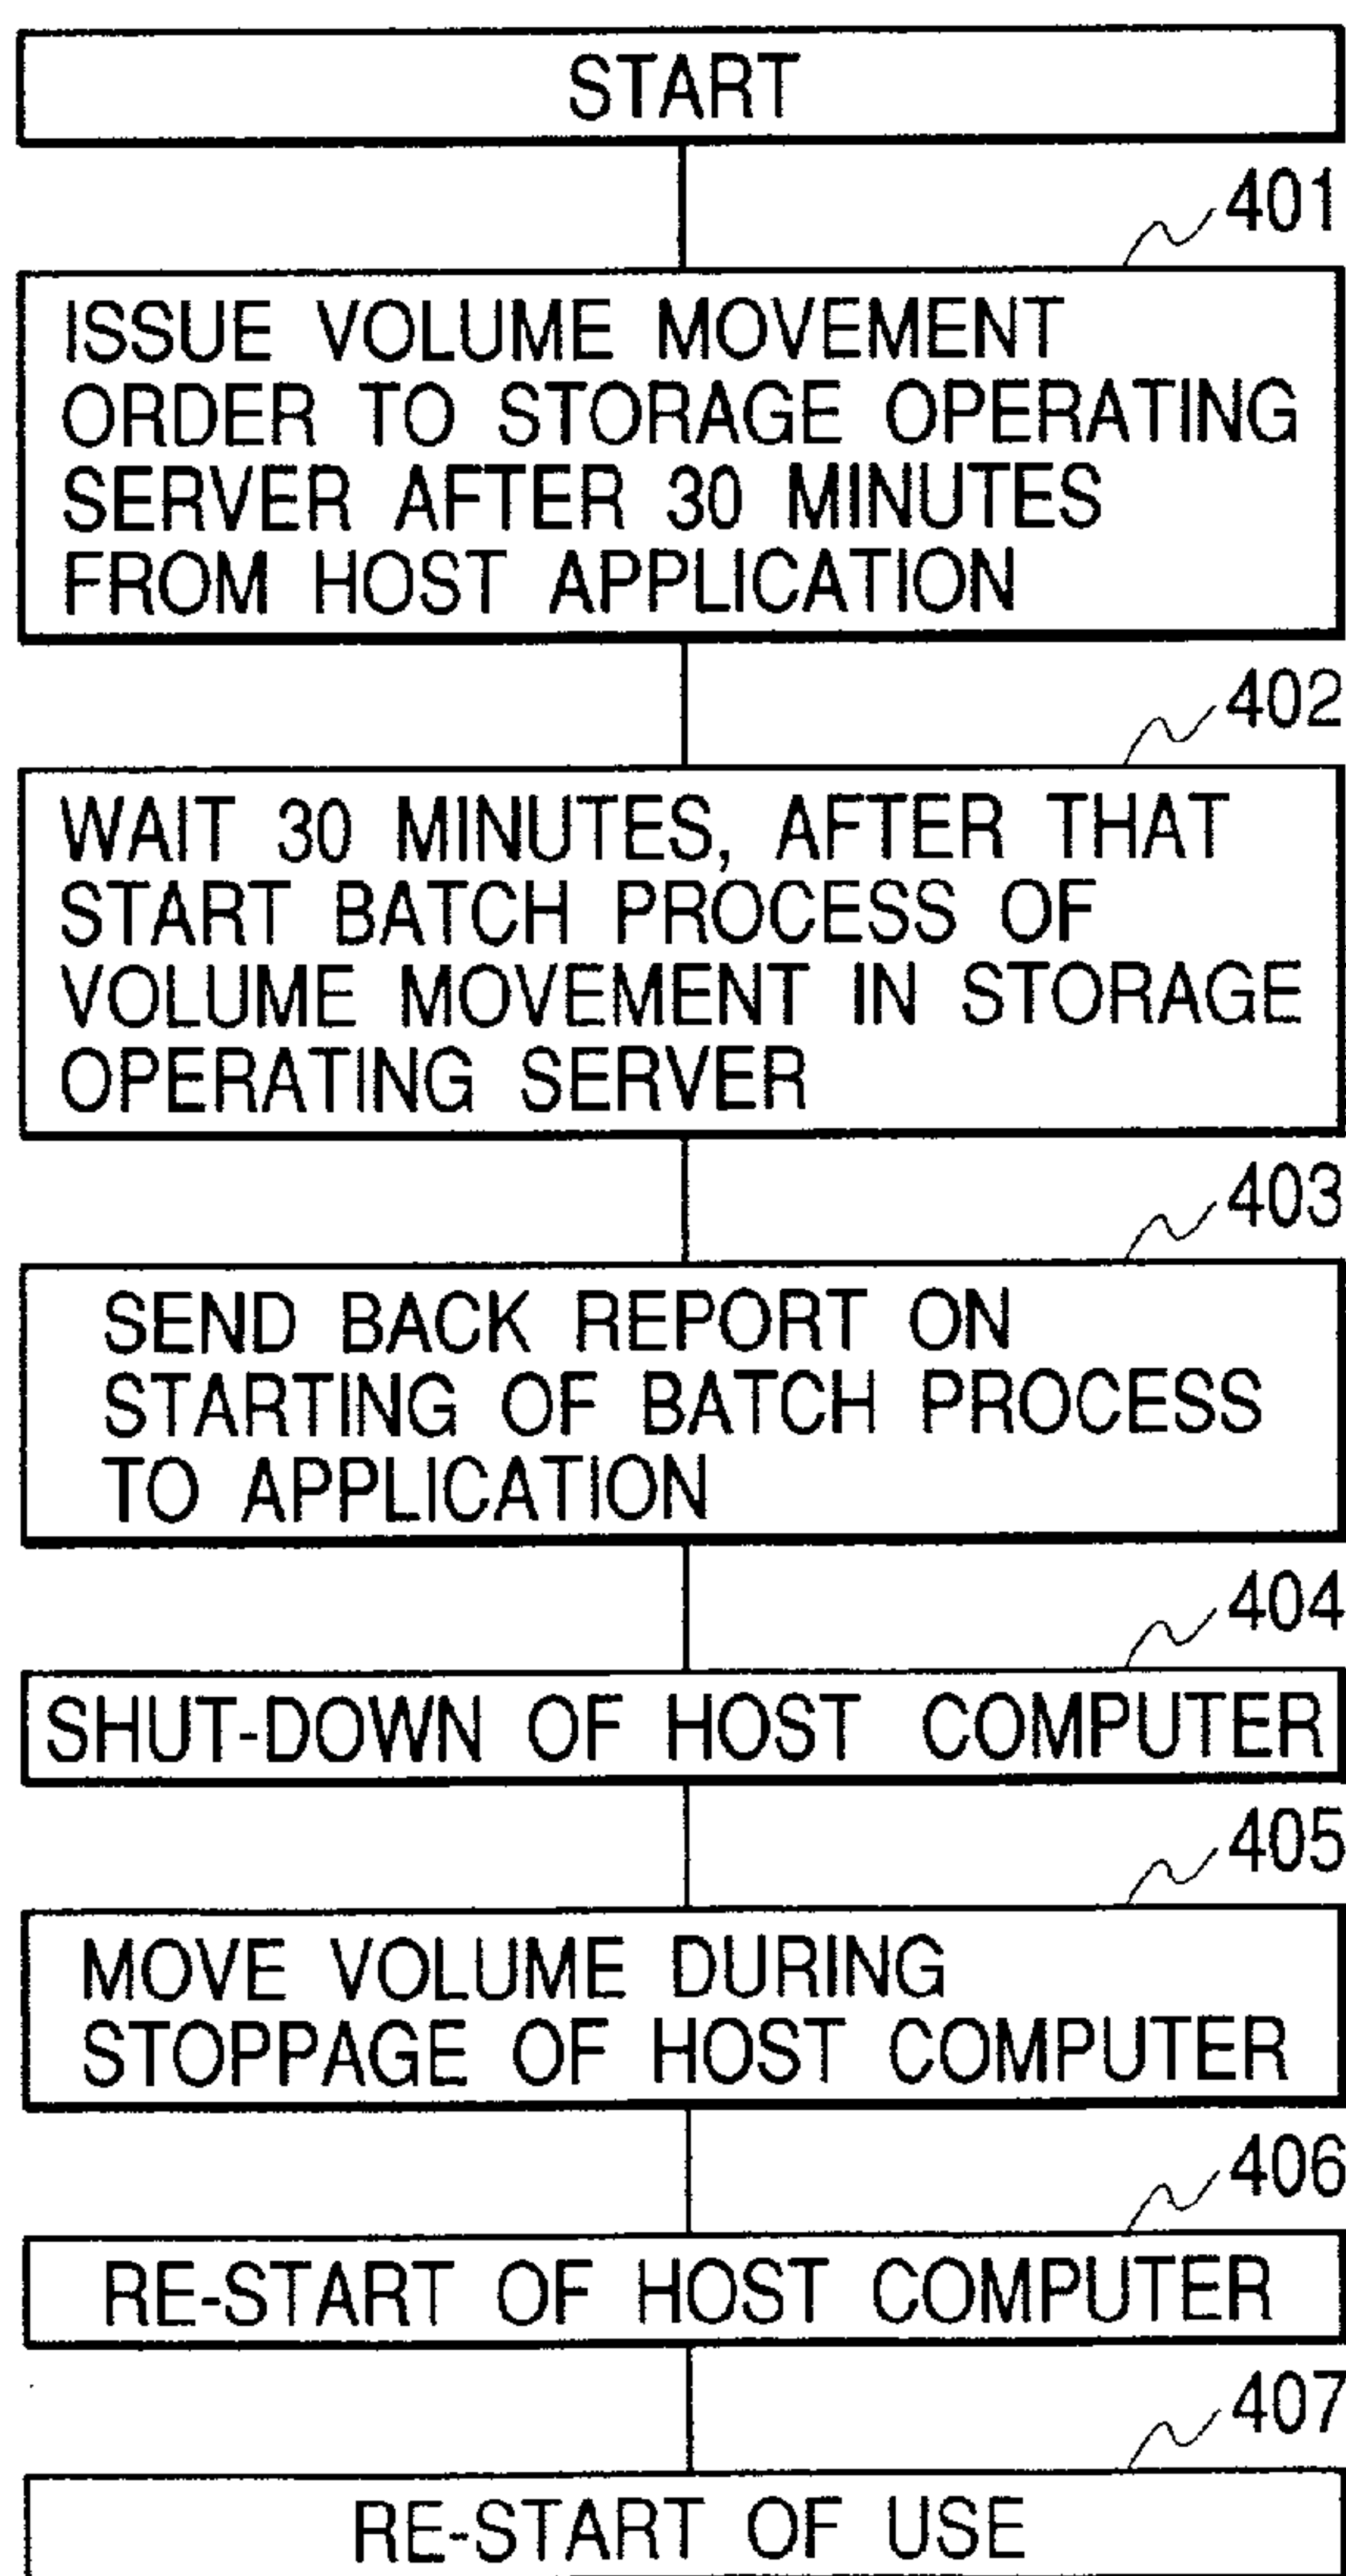 START
401
ISSUE VOLUME MOVEMENT
ORDER TO STORAGE OPERATING
SERVER AFTER 30 MINUTES
FROM HOST APPLICATION
402
WAIT 30 MINUTES, AFTER THAT
START BATCH PROCESS OF
VOLUME MOVEMENT IN STORAGE
OPERATING SERVER
403
SEND BACK REPORT ON
STARTING OF BATCH PROCESS
TO APPLICATION
404
SHUT-DOWN OF HOST COMPUTER
405
MOVE VOLUME DURING
STOPPAGE OF HOST COMPUTER
406
RE-START OF HOST COMPUTER
407
RE-START OF USE